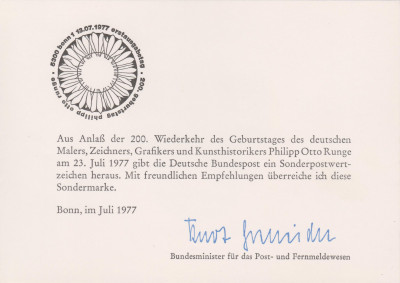 5300 bonn 1 13.07.1977 erstausgabetag
· 200. geburtstag philipp otto runge ·
Aus Anlaß der 200. Wiederkehr des Geburtstages des deutschen
Malers, Zeichners, Grafikers und Kunsthistorikers Philipp Otto Runge
am 23. Juli 1977 gibt die Deutsche Bundespost ein Sonderpostwert-
zeichen heraus. Mit freundlichen Empfehlungen überreiche ich diese
Sondermarke.
Bonn, im Juli 1977
Kurt Gscheidle
Bundesminister für das Post- und Fernmeldewesen